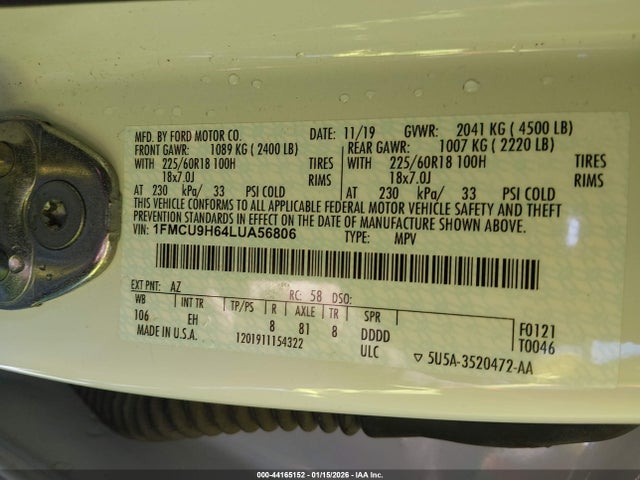 MFD. BY FORD MOTOR CO. DATE: 11/19 GVWR: 2041 KG ( 4500 LB)
FRONT GAWR: 1089 KG ( 2400 LB) REAR GAWR: 1007 KG ( 2220 LB)
WITH 225/60R18 100H TIRES WITH 225/60R18 100H TIRES
18x7.0J RIMS 18x7.0J RIMS
AT 230 kPa/ 33 PSI COLD AT 230 kPa/ 33 PSI COLD
THIS VEHICLE CONFORMS TO ALL APPLICABLE FEDERAL MOTOR VEHICLE SAFETY AND THEFT
PREVENTION STANDARDS IN EFFECT ON THE DATE OF MANUFACTURE SHOWN ABOVE.
VIN: 1FMCU9H64LUA56806 TYPE: MPV
EXT PNT: AZ RC: 58 DSO:
WB INT TR TP/PS R AXLE TR SPR
106 EH 8 81 8 DDDD F0121
MADE IN U.S.A. 1201911154322 ULC T0046
▽ 5U5A-3520472-AA
000-44165152 - 01/15/2026 - IAA Inc.